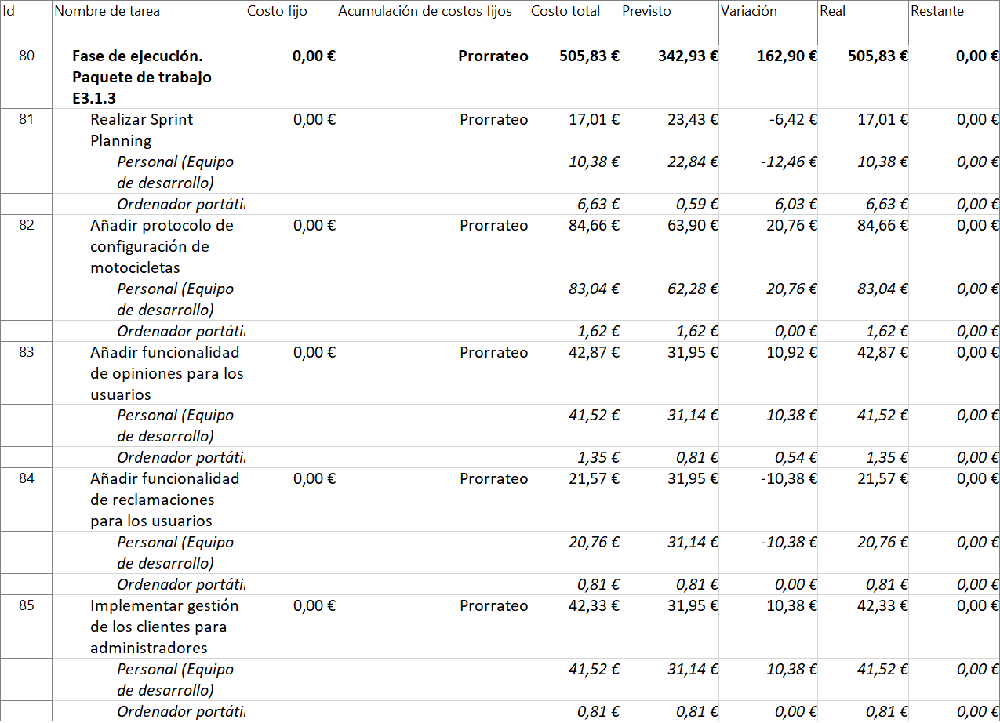 Id Nombre de tarea Costo fijo Acumulación de costos fijos Costo total Previsto Variación Real Restante
80 Fase de ejecución. 0,00 € Prorrateo 505,83 € 342,93 € 162,90 € 505,83 € 0,00 €
Paquete de trabajo
E3.1.3
81 Realizar Sprint 0,00 € Prorrateo 17,01 € 23,43 € -6,42 € 17,01 € 0,00 €
Planning
Personal (Equipo 10,38 € 22,84 € -12,46 € 10,38 € 0,00 €
de desarrollo)
Ordenador portáti 6,63 € 0,59 € 6,03 € 6,63 € 0,00 €
82 Añadir protocolo de 0,00 € Prorrateo 84,66 € 63,90 € 20,76 € 84,66 € 0,00 €
configuración de
motocicletas
Personal (Equipo 83,04 € 62,28 € 20,76 € 83,04 € 0,00 €
de desarrollo)
Ordenador portáti 1,62 € 1,62 € 0,00 € 1,62 € 0,00 €
83 Añadir funcionalidad 0,00 € Prorrateo 42,87 € 31,95 € 10,92 € 42,87 € 0,00 €
de opiniones para los
usuarios
Personal (Equipo 41,52 € 31,14 € 10,38 € 41,52 € 0,00 €
de desarrollo)
Ordenador portáti 1,35 € 0,81 € 0,54 € 1,35 € 0,00 €
84 Añadir funcionalidad 0,00 € Prorrateo 21,57 € 31,95 € -10,38 € 21,57 € 0,00 €
de reclamaciones
para los usuarios
Personal (Equipo 20,76 € 31,14 € -10,38 € 20,76 € 0,00 €
de desarrollo)
Ordenador portáti 0,81 € 0,81 € 0,00 € 0,81 € 0,00 €
85 Implementar gestión 0,00 € Prorrateo 42,33 € 31,95 € 10,38 € 42,33 € 0,00 €
de los clientes para
administradores
Personal (Equipo 41,52 € 31,14 € 10,38 € 41,52 € 0,00 €
de desarrollo)
Ordenador portáti 0,81 € 0,81 € 0,00 € 0,81 € 0,00 €